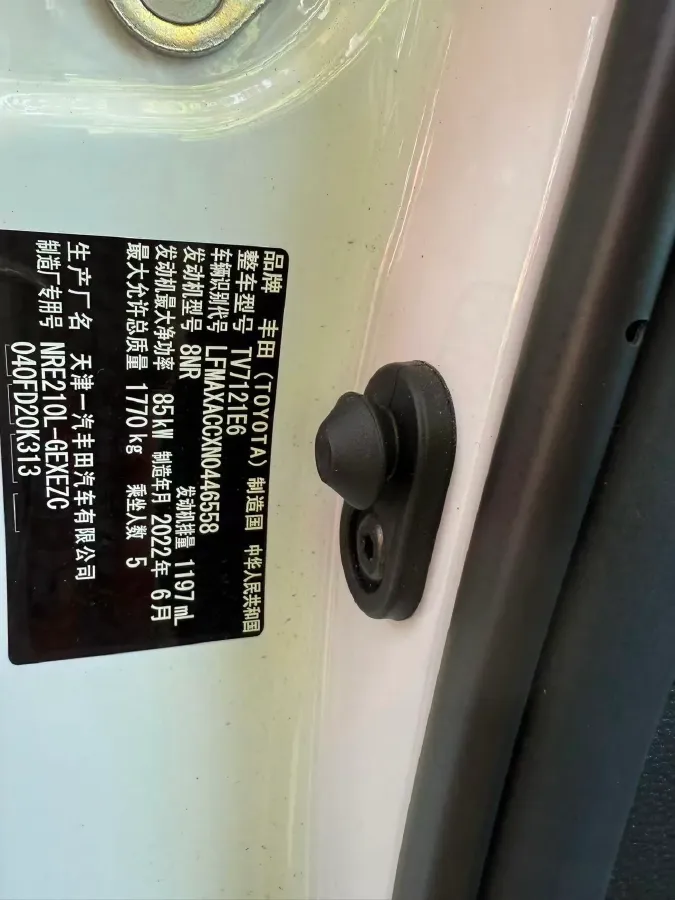 品牌 丰田（TOYOTA） 制造国 中华人民共和国
整车型号 TV7121E6
车辆识别代号 LFMAXACCXN0446558
发动机型号 8NR 发动机排量 1197mL
发动机最大净功率 85kW 制造年月 2022年 6月
最大允许总质量 1770kg 乘坐人数 5
生产厂名 天津一汽丰田汽车有限公司
制造厂专用号 NRE210L-GEXEZC
040FD20K313